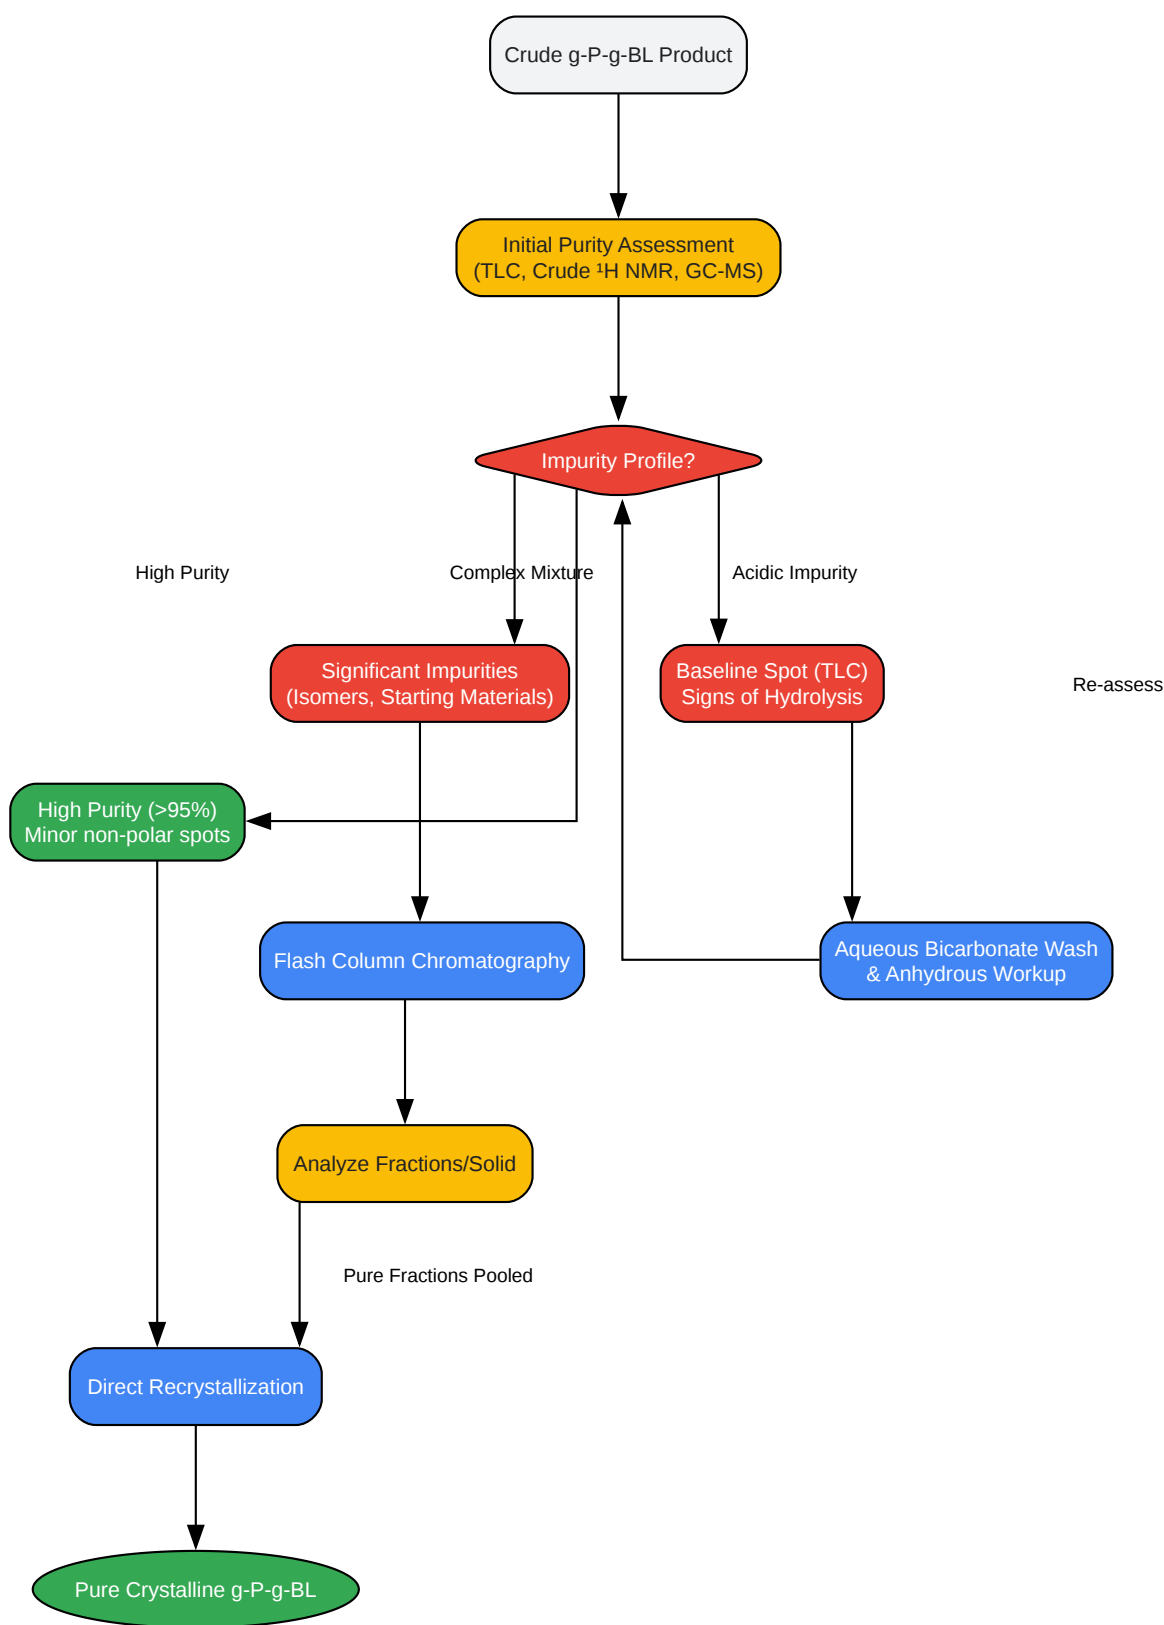 Crude g-P-g-BL Product
Initial Purity Assessment
(TLC, Crude ¹H NMR, GC-MS)
Impurity Profile?
High Purity
Complex Mixture
Acidic Impurity
Significant Impurities
(Isomers, Starting Materials)
Baseline Spot (TLC)
Signs of Hydrolysis
Re-assess
High Purity (>95%)
Minor non-polar spots
Flash Column Chromatography
Aqueous Bicarbonate Wash
& Anhydrous Workup
Analyze Fractions/Solid
Pure Fractions Pooled
Direct Recrystallization
Pure Crystalline g-P-g-BL